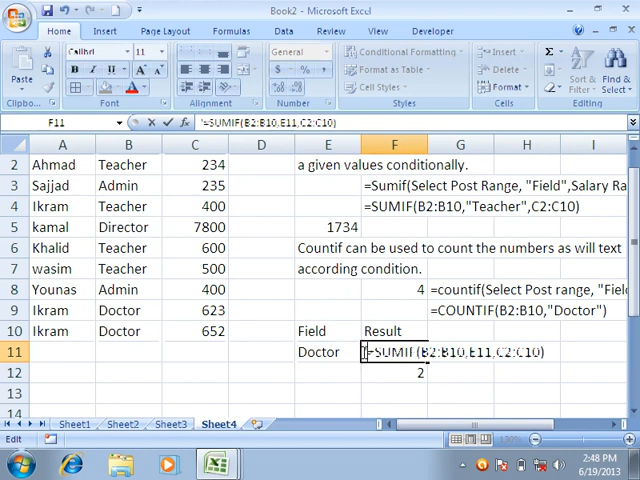 Book2 - Microsoft Excel
Home Insert Page Layout Formulas Data Review View Developer
Paste
Calibri 11
B I U A A
General
$ % ,
Conditional Formatting
Format as Table
Cell Styles
Insert
Delete
Format
Σ
Sort & Filter
Find & Select
Clipboard Font Alignment Number Styles Cells Editing
F11 fx '=SUMIF(B2:B10,E11,C2:C10)
A B C D E F G H I
2 Ahmad Teacher 234 a given values conditionally.
3 Sajjad Admin 235 =Sumif(Select Post Range, "Field",Salary Ra
4 Ikram Teacher 400 =SUMIF(B2:B10,"Teacher",C2:C10)
5 kamal Director 7800 1734
6 Khalid Teacher 600 Countif can be used to count the numbers as will text
7 wasim Teacher 500 according condition.
8 Younas Admin 400 4 =countif(Select Post range, "Fiel
9 Ikram Doctor 623 =COUNTIF(B2:B10,"Doctor")
10 Ikram Doctor 652 Field Result
11 Doctor '=SUMIF(B2:B10,E11,C2:C10)
12 2
13
14
Sheet1 Sheet2 Sheet3 Sheet4
Edit 130%
2:48 PM
6/19/2013